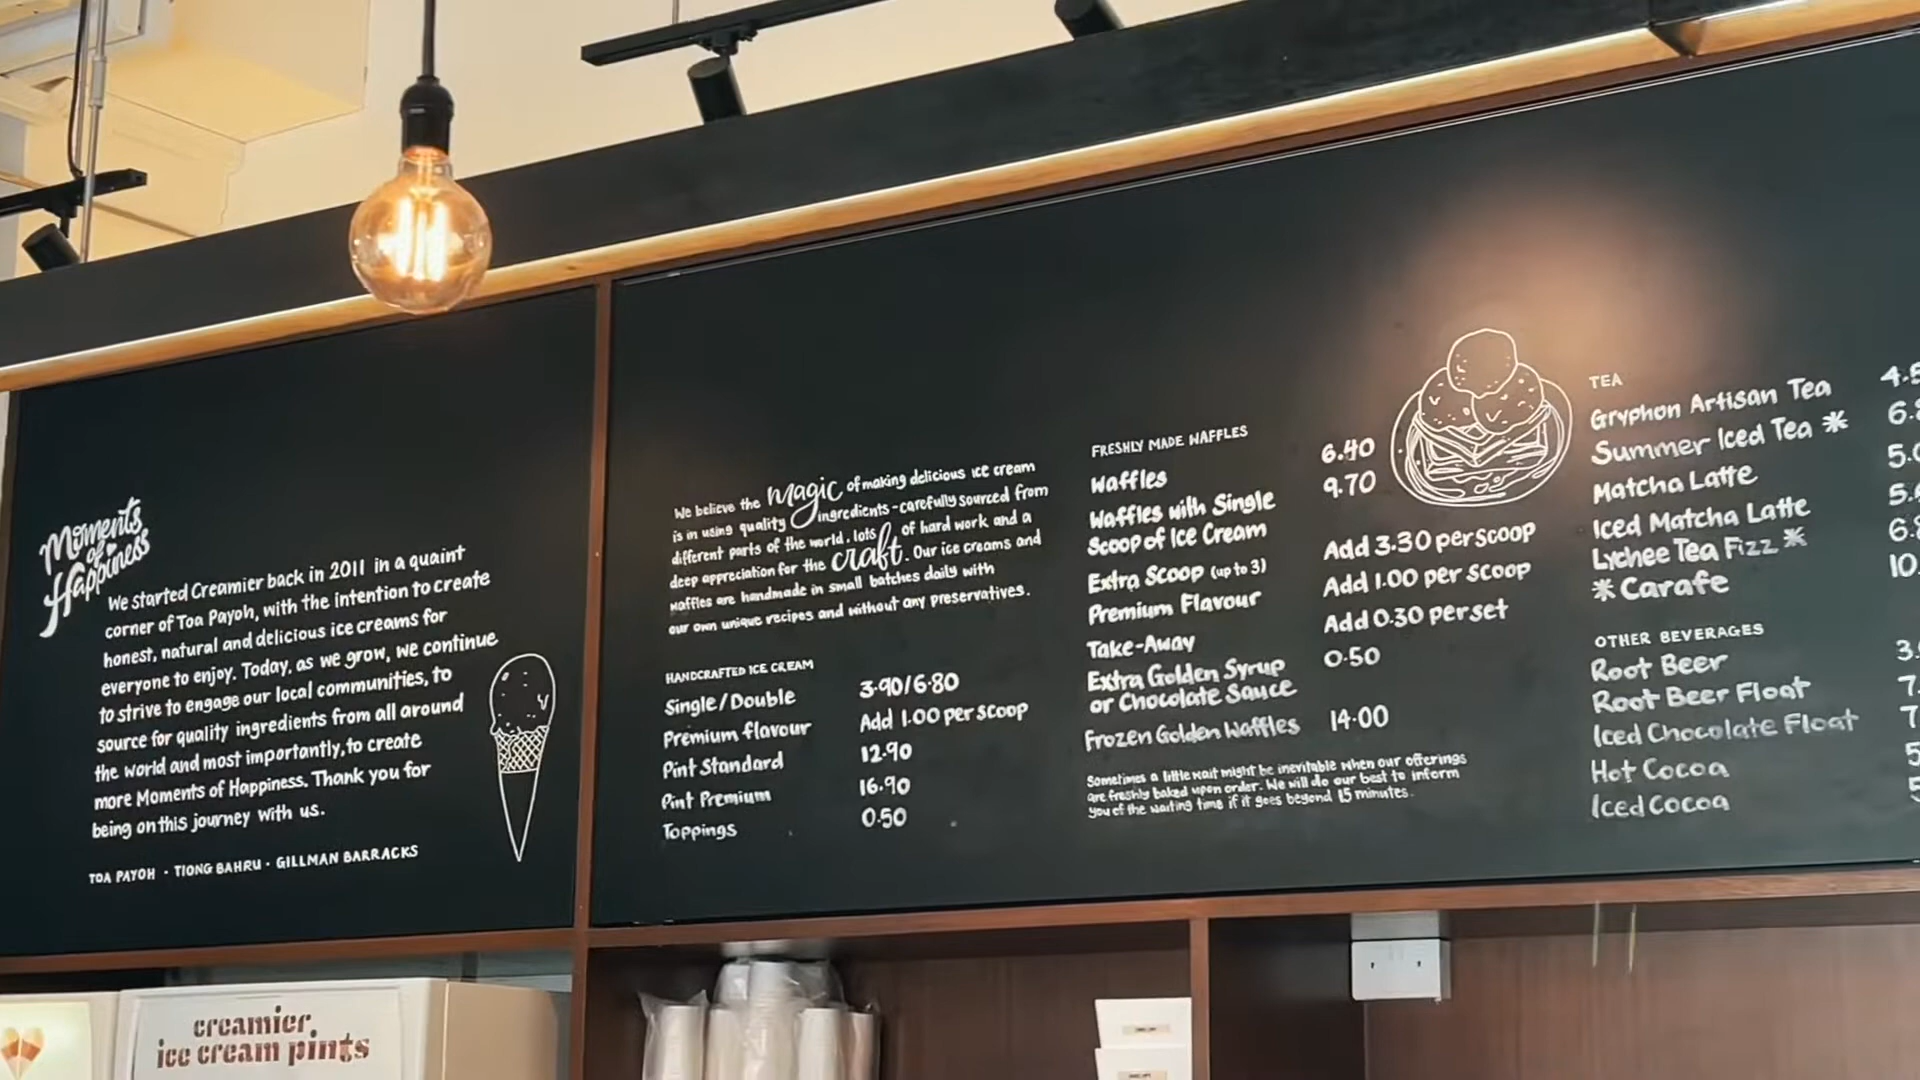 Moments
of
Happiness
We started Creamier back in 2011 in a quaint
corner of Toa Payoh, with the intention to create
honest, natural and delicious ice creams for
everyone to enjoy. Today, as we grow, we continue
to strive to engage our local communities, to
source for quality ingredients from all around
the world and most importantly, to create
more Moments of Happiness. Thank you for
being on this journey with us.
TOA PAYOH · TIONG BAHRU · GILLMAN BARRACKS
We believe the magic of making delicious ice cream
is in using quality ingredients - carefully sourced from
different parts of the world, lots of hard work and a
deep appreciation for the craft. Our ice creams and
waffles are handmade in small batches daily with
our own unique recipes and without any preservatives.
HANDCRAFTED ICE CREAM
Single/Double 3.90/6.80
Premium flavour Add 1.00 per scoop
Pint Standard 12.90
Pint Premium 16.90
Toppings 0.50
FRESHLY MADE WAFFLES
Waffles 6.40
Waffles with Single 9.70
Scoop of Ice Cream
Extra Scoop (up to 3) Add 3.30 per scoop
Premium Flavour Add 1.00 per scoop
Take-Away Add 0.30 per set
Extra Golden Syrup 0.50
or Chocolate Sauce
Frozen Golden Waffles 14.00
Sometimes a little wait might be inevitable when our offerings
are freshly baked upon order. We will do our best to inform
you of the waiting time if it goes beyond 15 minutes.
TEA
Gryphon Artisan Tea
Summer Iced Tea *
Matcha Latte
Iced Matcha Latte
Lychee Tea Fizz *
* Carafe
OTHER BEVERAGES
Root Beer
Root Beer Float
Iced Chocolate Float
Hot Cocoa
Iced Cocoa
creamier
ice cream pints